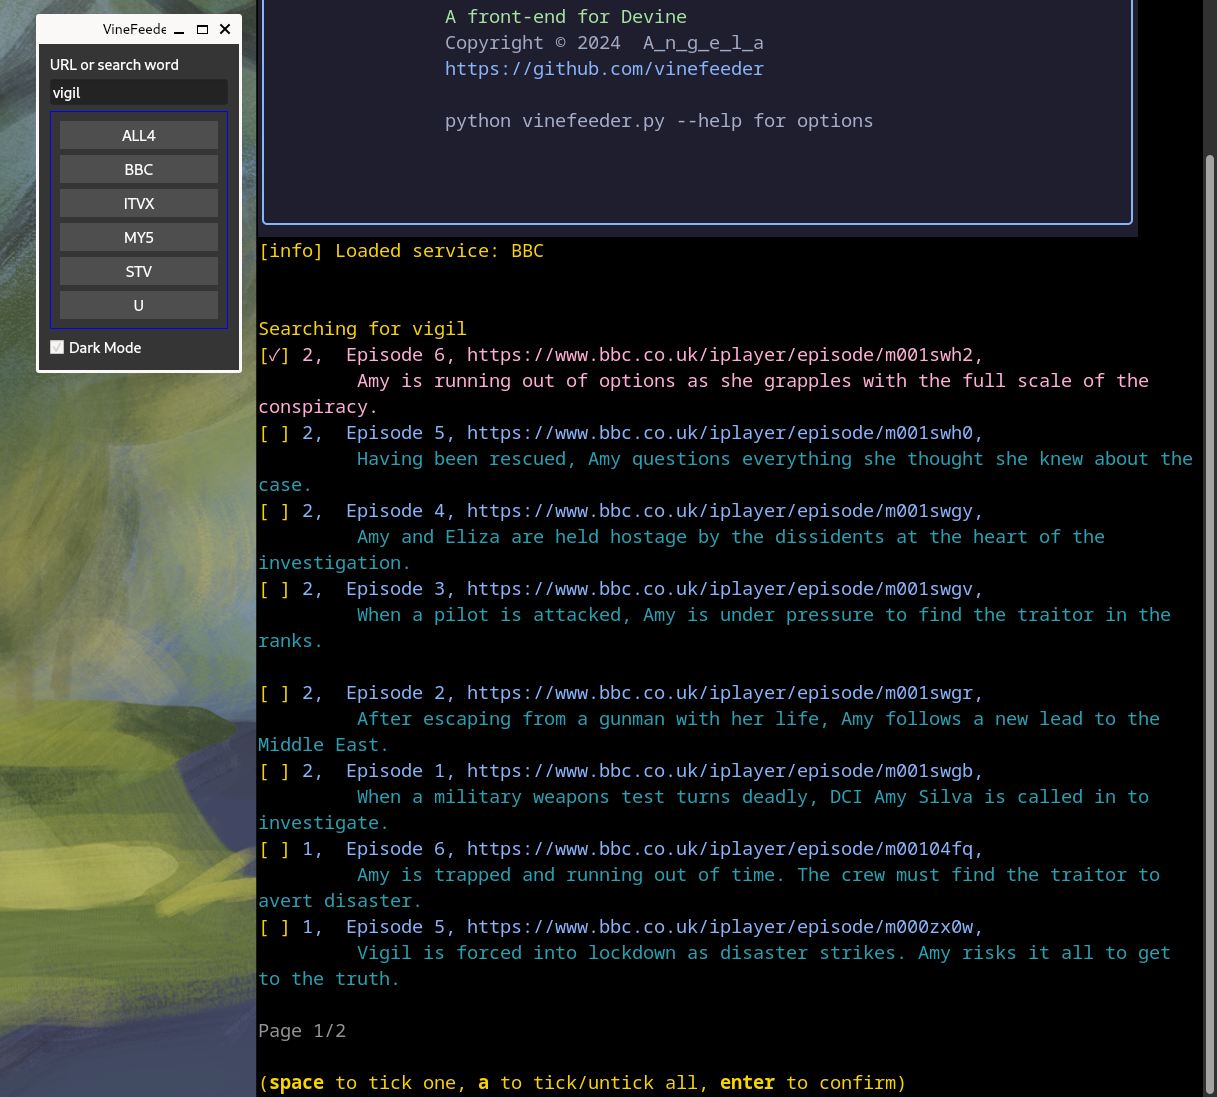 VineFeede
URL or search word
vigil
ALL4
BBC
ITVX
MY5
STV
U
Dark Mode
A front-end for Devine
Copyright © 2024  A_n_g_e_l_a
https://github.com/vinefeeder
python vinefeeder.py --help for options
[info] Loaded service: BBC
Searching for vigil
[✓] 2,  Episode 6, https://www.bbc.co.uk/iplayer/episode/m001swh2,
Amy is running out of options as she grapples with the full scale of the
conspiracy.
[ ] 2,  Episode 5, https://www.bbc.co.uk/iplayer/episode/m001swh0,
Having been rescued, Amy questions everything she thought she knew about the
case.
[ ] 2,  Episode 4, https://www.bbc.co.uk/iplayer/episode/m001swgy,
Amy and Eliza are held hostage by the dissidents at the heart of the
investigation.
[ ] 2,  Episode 3, https://www.bbc.co.uk/iplayer/episode/m001swgv,
When a pilot is attacked, Amy is under pressure to find the traitor in the
ranks.
[ ] 2,  Episode 2, https://www.bbc.co.uk/iplayer/episode/m001swgr,
After escaping from a gunman with her life, Amy follows a new lead to the
Middle East.
[ ] 2,  Episode 1, https://www.bbc.co.uk/iplayer/episode/m001swgb,
When a military weapons test turns deadly, DCI Amy Silva is called in to
investigate.
[ ] 1,  Episode 6, https://www.bbc.co.uk/iplayer/episode/m00104fq,
Amy is trapped and running out of time. The crew must find the traitor to
avert disaster.
[ ] 1,  Episode 5, https://www.bbc.co.uk/iplayer/episode/m000zx0w,
Vigil is forced into lockdown as disaster strikes. Amy risks it all to get
to the truth.
Page 1/2
(space to tick one, a to tick/untick all, enter to confirm)